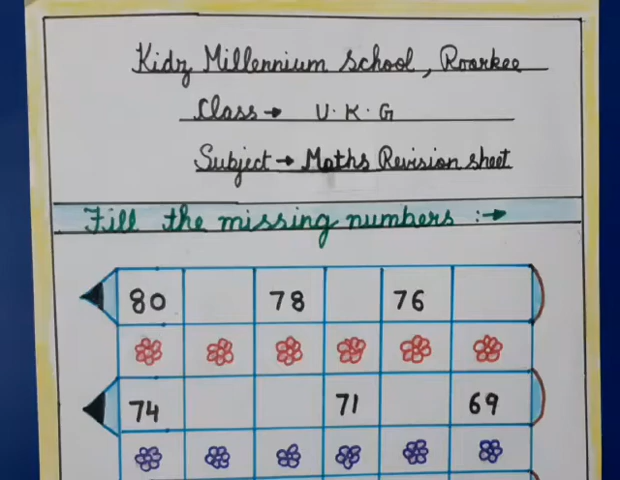 Kidz Millennium School, Roorkee
Class → U.K.G
Subject → Maths Revision sheet
Fill the missing numbers :→
80 78 76
74 71 69